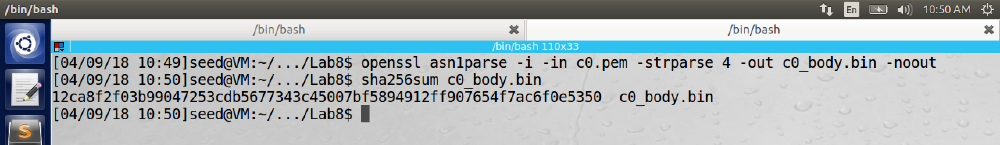 /bin/bash
En
10:50 AM
/bin/bash
/bin/bash
/bin/bash 110x33
[04/09/18 10:49]seed@VM:~/.../Lab8$ openssl asn1parse -i -in c0.pem -strparse 4 -out c0_body.bin -noout
[04/09/18 10:50]seed@VM:~/.../Lab8$ sha256sum c0_body.bin
12ca8f2f03b99047253cdb5677343c45007bf5894912ff907654f7ac6f0e5350  c0_body.bin
[04/09/18 10:50]seed@VM:~/.../Lab8$
S